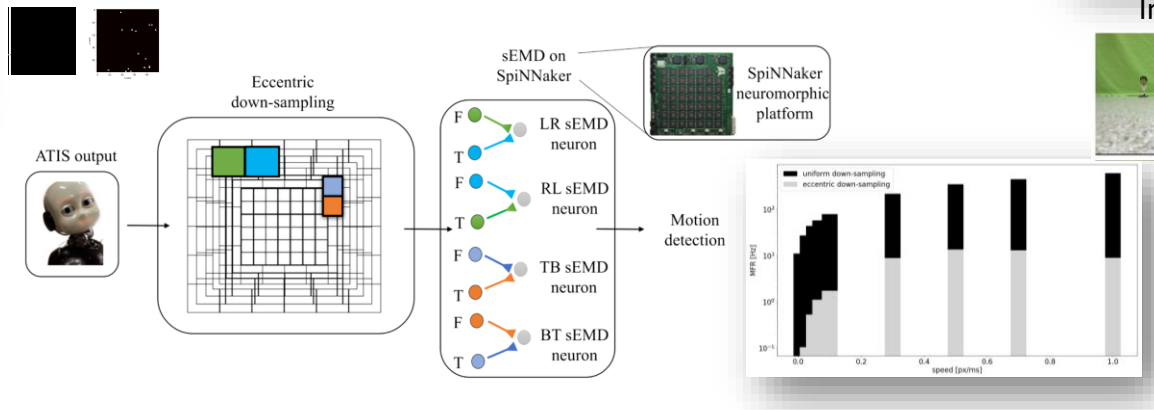 In
sEMD on
SpiNNaker
SpiNNaker
neuromorphic
platform
Eccentric
down-sampling
ATIS output
F
T
LR sEMD
neuron
F
T
RL sEMD
neuron
F
T
TB sEMD
neuron
F
T
BT sEMD
neuron
Motion
detection
uniform down-sampling
eccentric down-sampling
MFR [Hz]
10²
10¹
10⁰
10⁻¹
0.0 0.2 0.4 0.6 0.8 1.0
speed [px/ms]